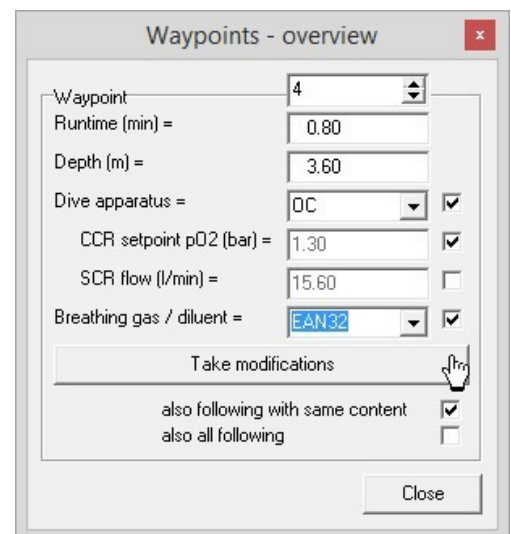 Waypoints - overview
x
Waypoint 4
Runtime (min) = 0.80
Depth (m) = 3.60
Dive apparatus = OC
CCR setpoint pO2 (bar) = 1.30
SCR flow (l/min) = 15.60
Breathing gas / diluent = EAN32
Take modifications
also following with same content
also all following
Close